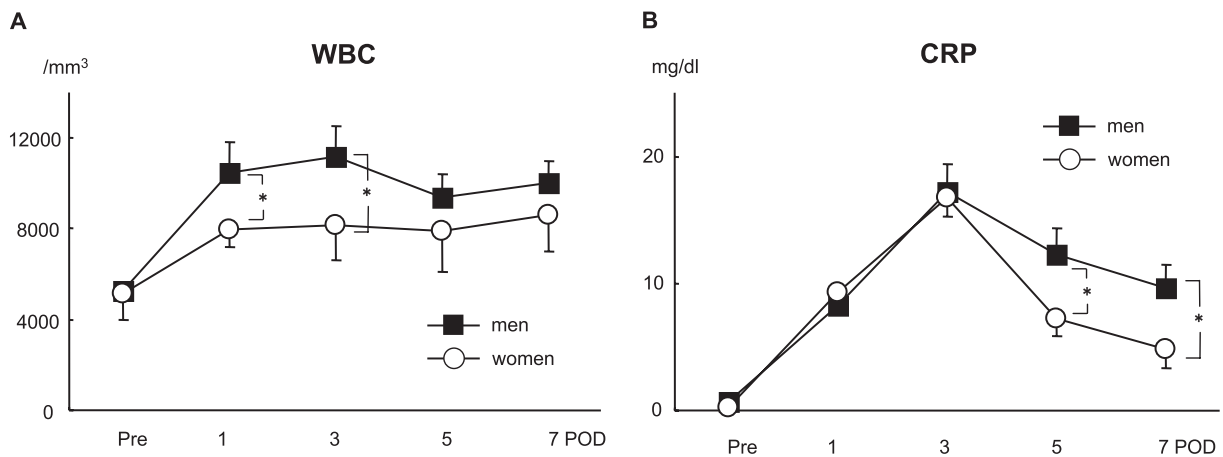 A
WBC
/mm³
12000
8000
4000
0
*
*
men
women
Pre 1 3 5 7 POD
B
CRP
mg/dl
20
10
0
men
women
*
*
Pre 1 3 5 7 POD